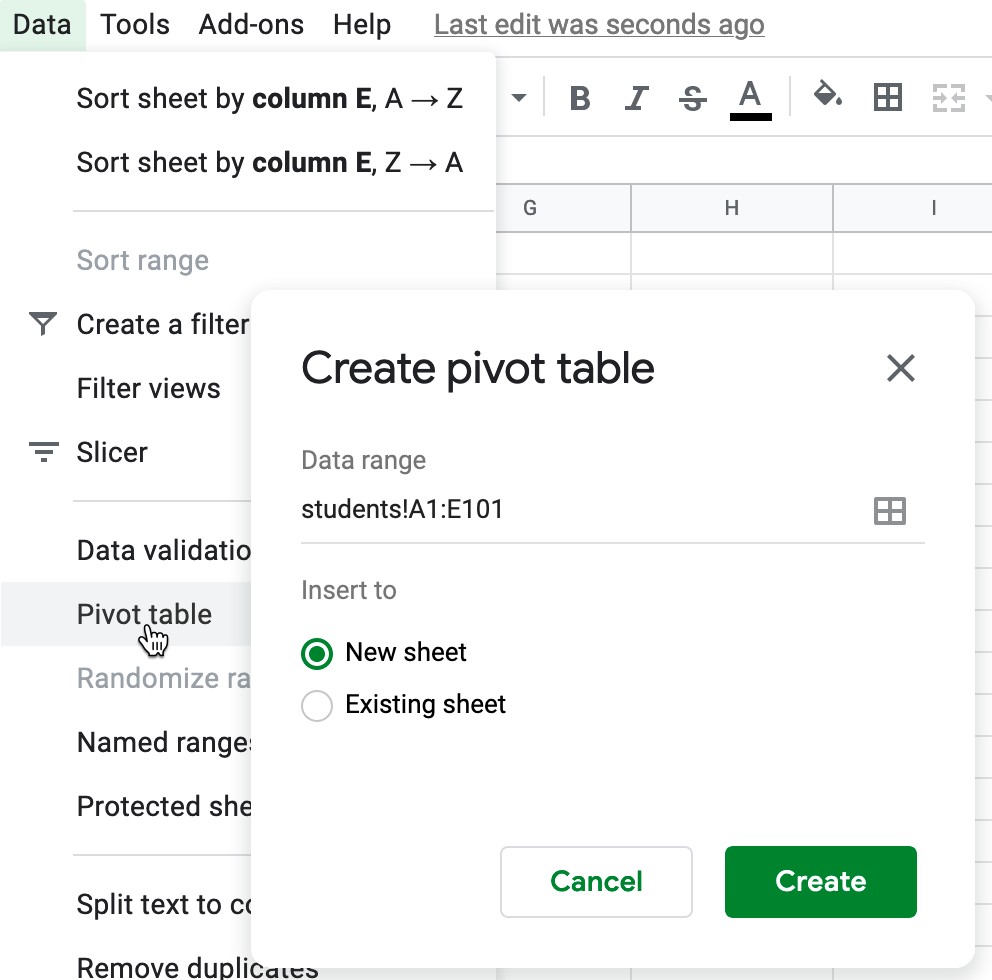 Data Tools Add-ons Help Last edit was seconds ago
Sort sheet by column E, A → Z
Sort sheet by column E, Z → A
B I S A
G H I
Sort range
Create a filter
Filter views
Slicer
Data validatio
Pivot table
Randomize ra
Named ranges
Protected she
Split text to co
Remove duplicates
Create pivot table
Data range
students!A1:E101
Insert to
New sheet
Existing sheet
Cancel Create